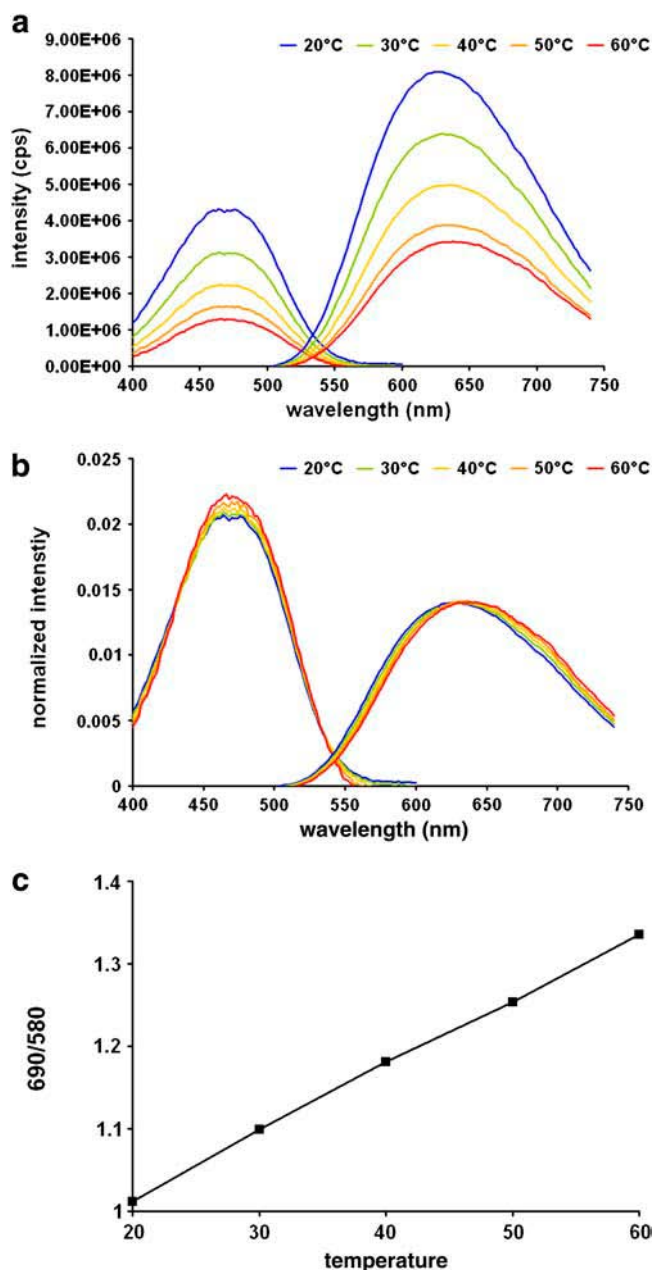 a
9.00E+06
20°C 30°C 40°C 50°C 60°C
8.00E+06
7.00E+06
6.00E+06
5.00E+06
4.00E+06
3.00E+06
2.00E+06
1.00E+06
0.00E+00
intensity (cps)
400 450 500 550 600 650 700 750
wavelength (nm)
b
0.025
20°C 30°C 40°C 50°C 60°C
0.02
0.015
0.01
0.005
0
normalized intenstiy
400 450 500 550 600 650 700 750
wavelength (nm)
c
1.4
1.3
1.2
1.1
1
690/580
20 30 40 50 60
temperature